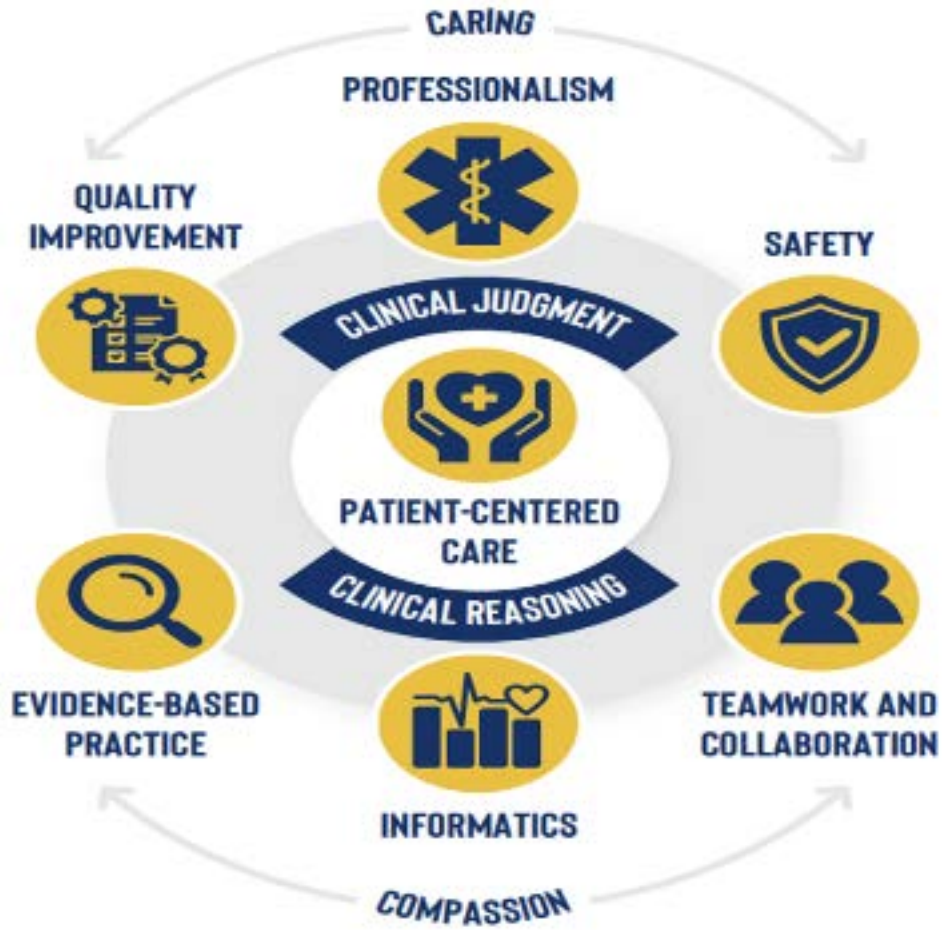 CARING
PROFESSIONALISM
QUALITY
IMPROVEMENT
SAFETY
CLINICAL JUDGMENT
PATIENT-CENTERED
CARE
CLINICAL REASONING
EVIDENCE-BASED
PRACTICE
TEAMWORK AND
COLLABORATION
INFORMATICS
COMPASSION